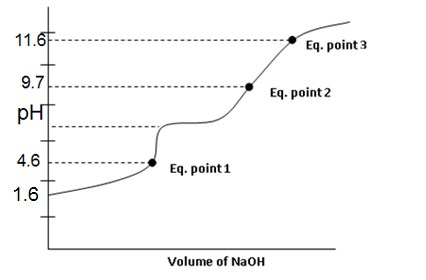 11.6
Eq. point 3
9.7
Eq. point 2
pH
4.6
Eq. point 1
1.6
Volume of NaOH